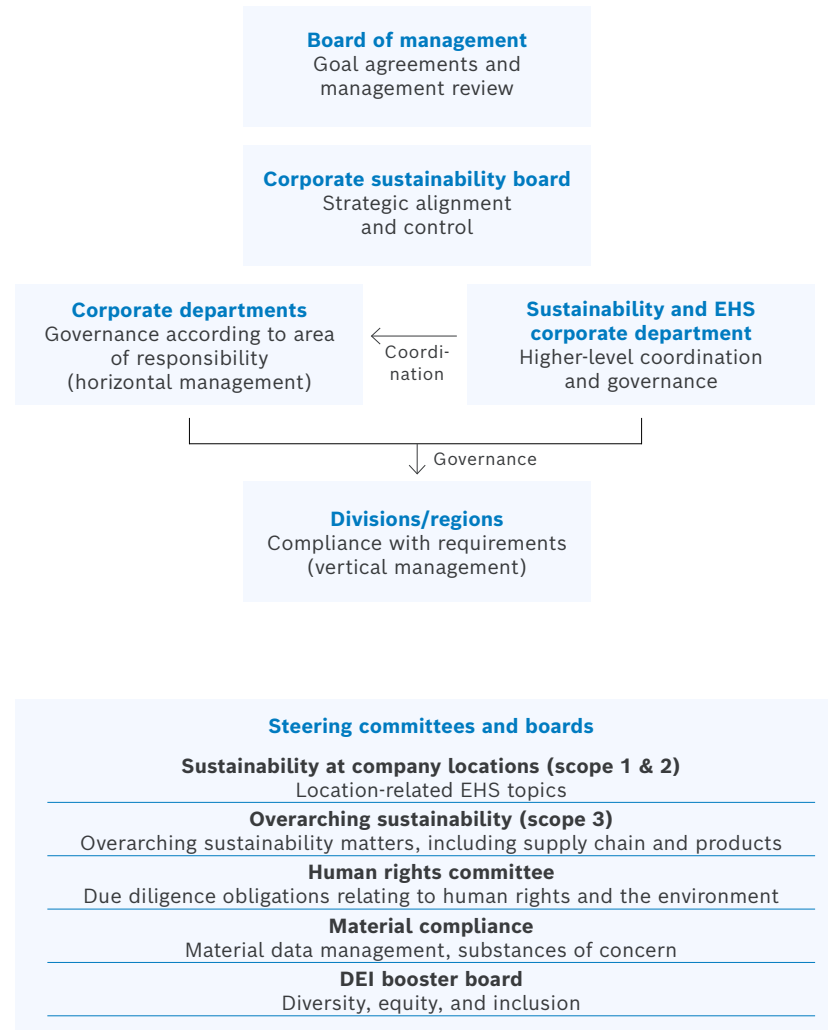 Board of management
Goal agreements and
management review
Corporate sustainability board
Strategic alignment
and control
Corporate departments
Governance according to area
of responsibility
(horizontal management)
Coordi-
nation
Sustainability and EHS
corporate department
Higher-level coordination
and governance
Governance
Divisions/regions
Compliance with requirements
(vertical management)
Steering committees and boards
Sustainability at company locations (scope 1 & 2)
Location-related EHS topics
Overarching sustainability (scope 3)
Overarching sustainability matters, including supply chain and products
Human rights committee
Due diligence obligations relating to human rights and the environment
Material compliance
Material data management, substances of concern
DEI booster board
Diversity, equity, and inclusion